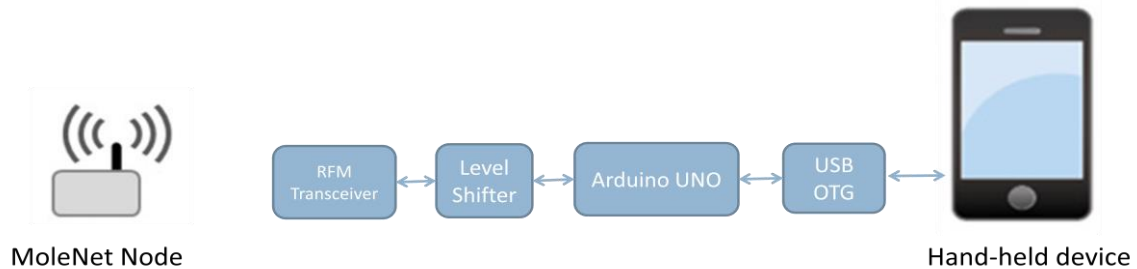 RFM
Transceiver
Level
Shifter
Arduino UNO
USB
OTG
MoleNet Node
Hand-held device